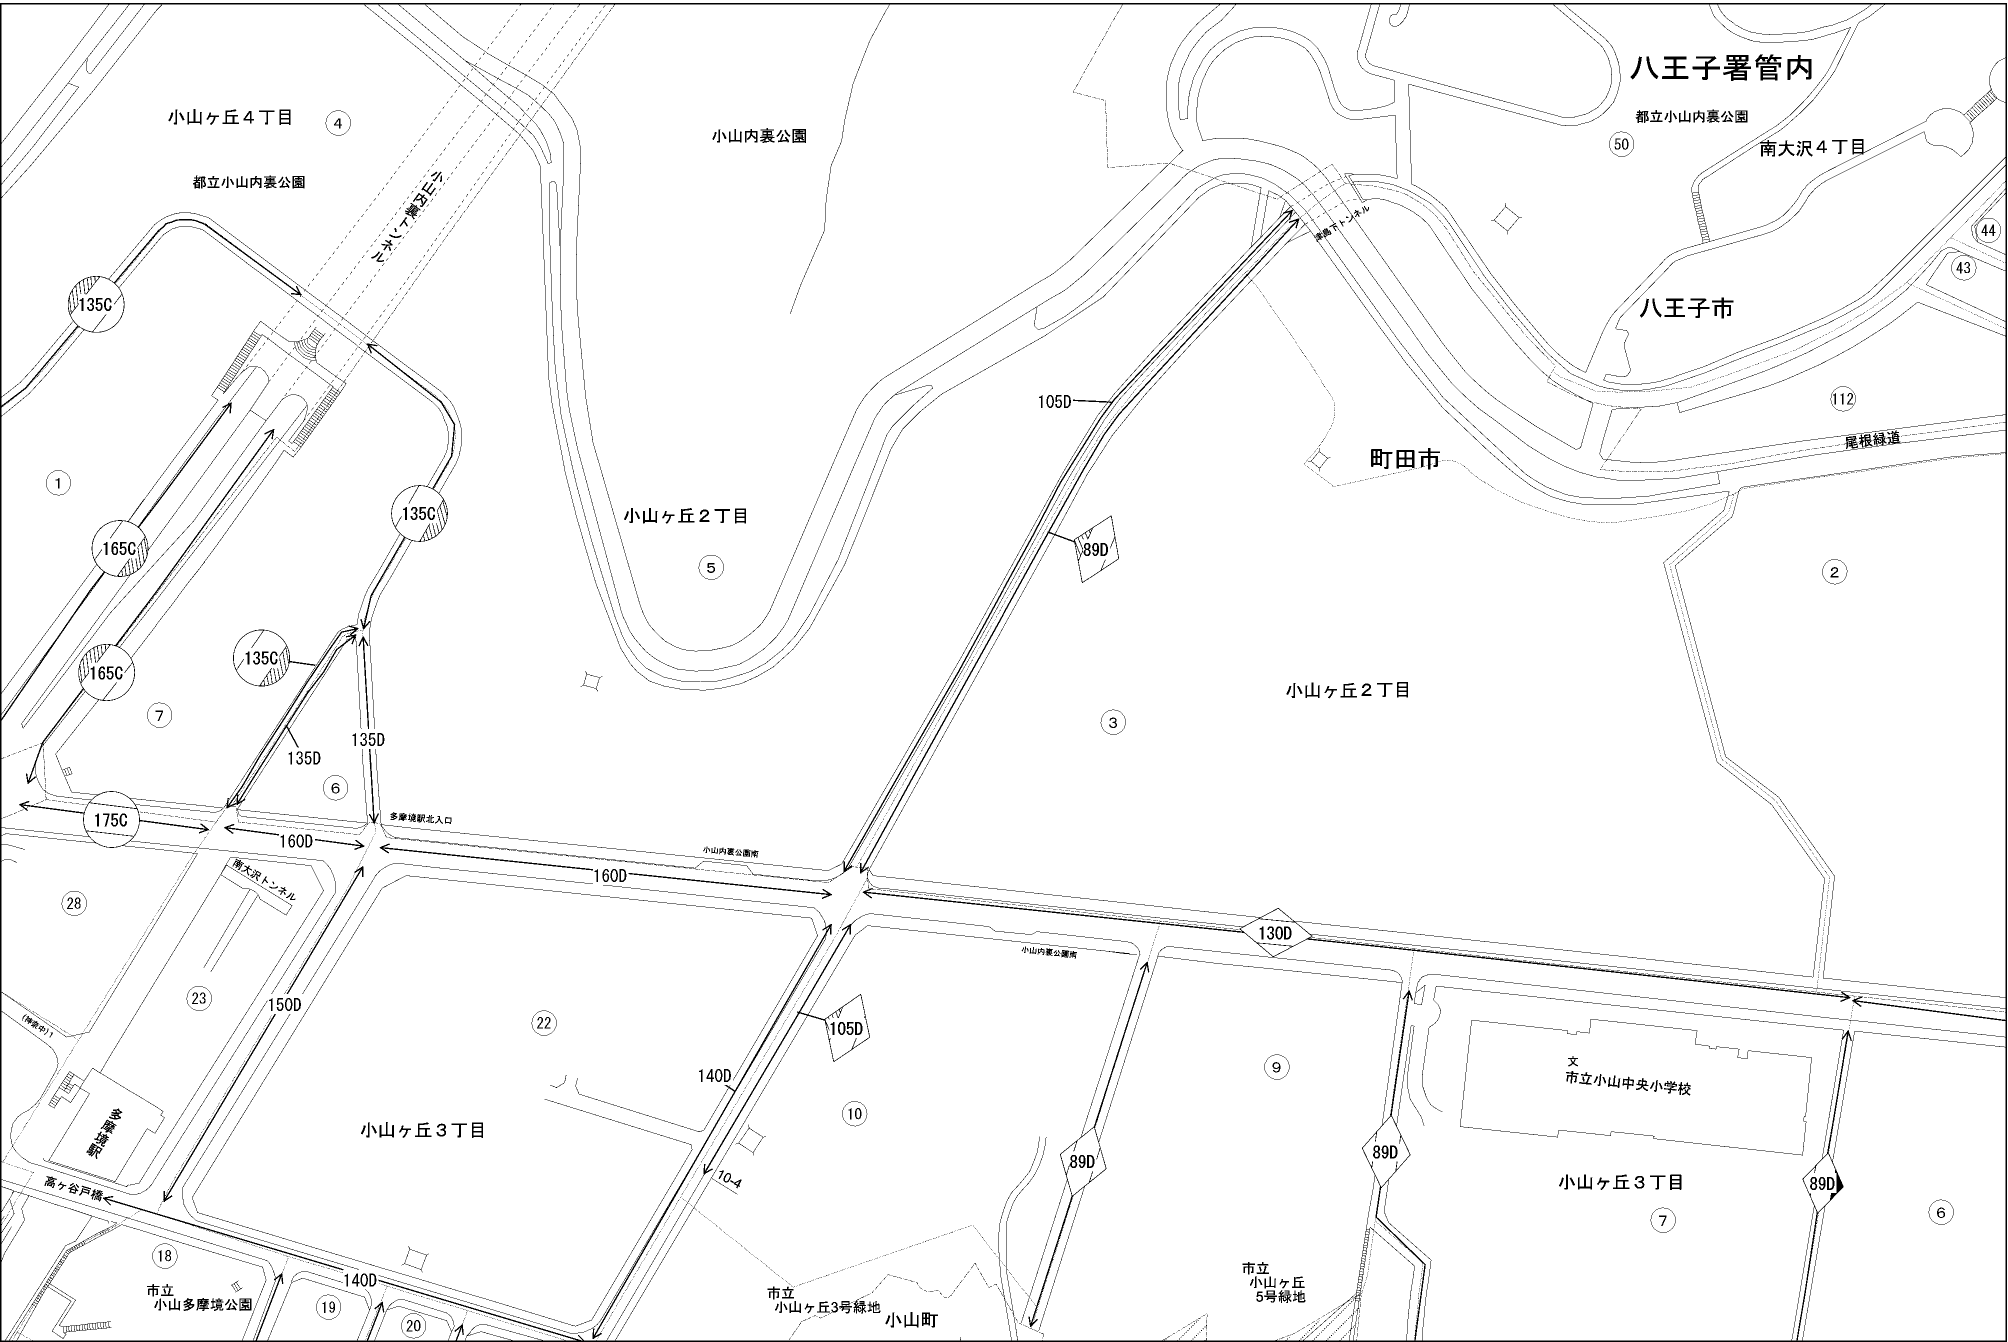 八王子署管内
小山ヶ丘４丁目
4
小山内裏公園
都立小山内裏公園
50
南大沢４丁目
都立小山内裏公園
小山内裏トンネル
44
43
135C
八王子市
105D
112
尾根緑道
町田市
1
135C
小山ヶ丘２丁目
165C
89D
5
2
135C
165C
小山ヶ丘２丁目
7
3
135D
135D
6
175C
多摩境駅北入口
160D
小山内裏公園南
160D
南大沢トンネル
28
130D
小山内裏公園南
23
150D
22
(神奈中)1
105D
140D
9
文
市立小山中央小学校
10
多摩境駅
小山ヶ丘３丁目
89D
89D
10-4
高ヶ谷戸橋
小山ヶ丘３丁目
89D
7
6
18
140D
市立
小山多摩境公園
19
20
市立
小山ヶ丘3号緑地
小山町
市立
小山ヶ丘
5号緑地